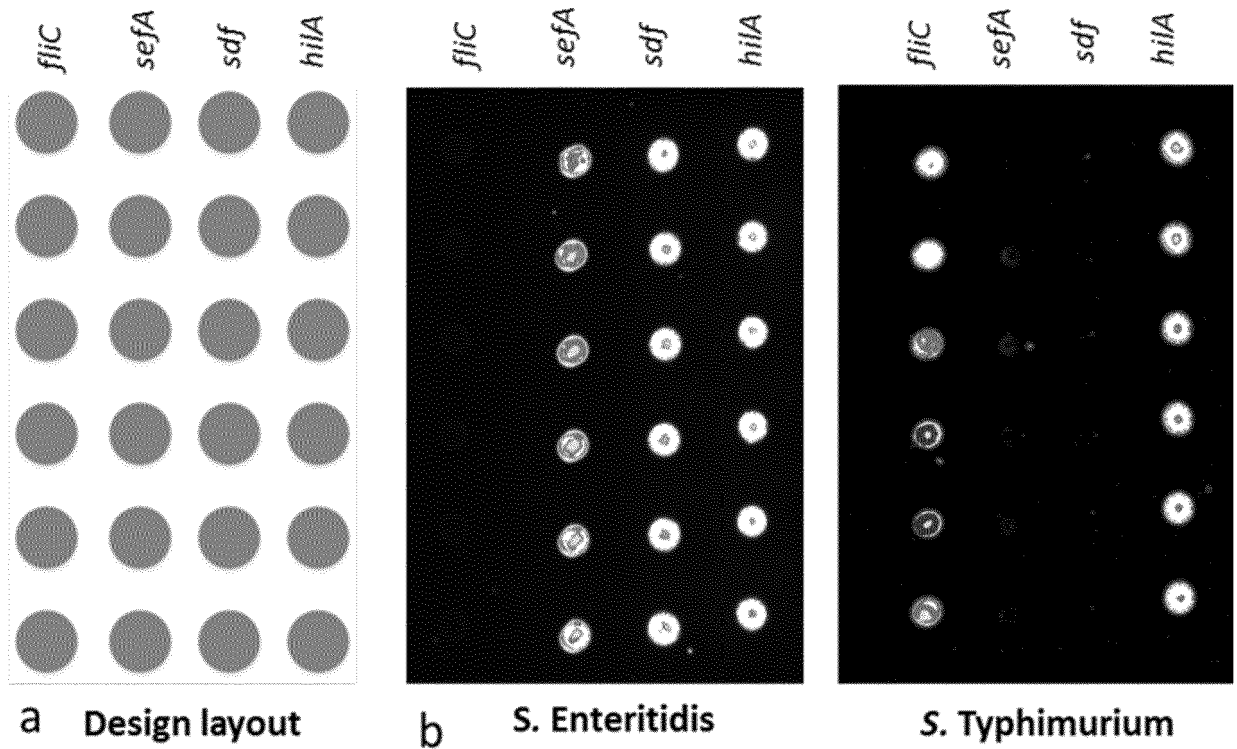 fliC sefA sdf hilA
fliC sefA sdf hilA
fliC sefA sdf hilA
a Design layout
b S. Enteritidis
S. Typhimurium